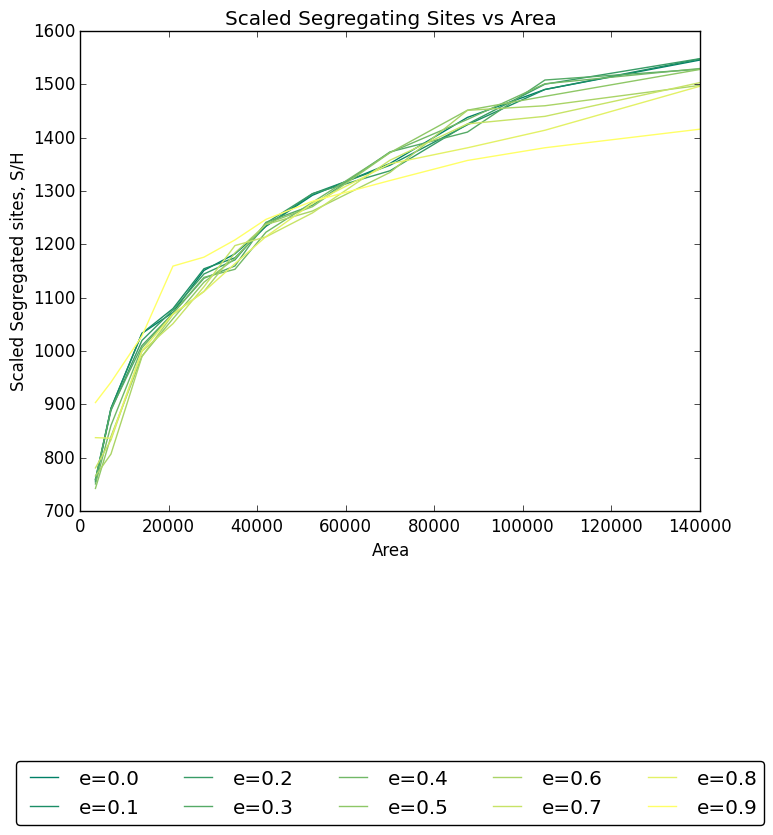 Scaled Segregating Sites vs Area
Scaled Segregated sites, S/H
1600
1500
1400
1300
1200
1100
1000
900
800
700
0 20000 40000 60000 80000 100000 120000 140000
Area
e=0.0 e=0.2 e=0.4 e=0.6 e=0.8
e=0.1 e=0.3 e=0.5 e=0.7 e=0.9